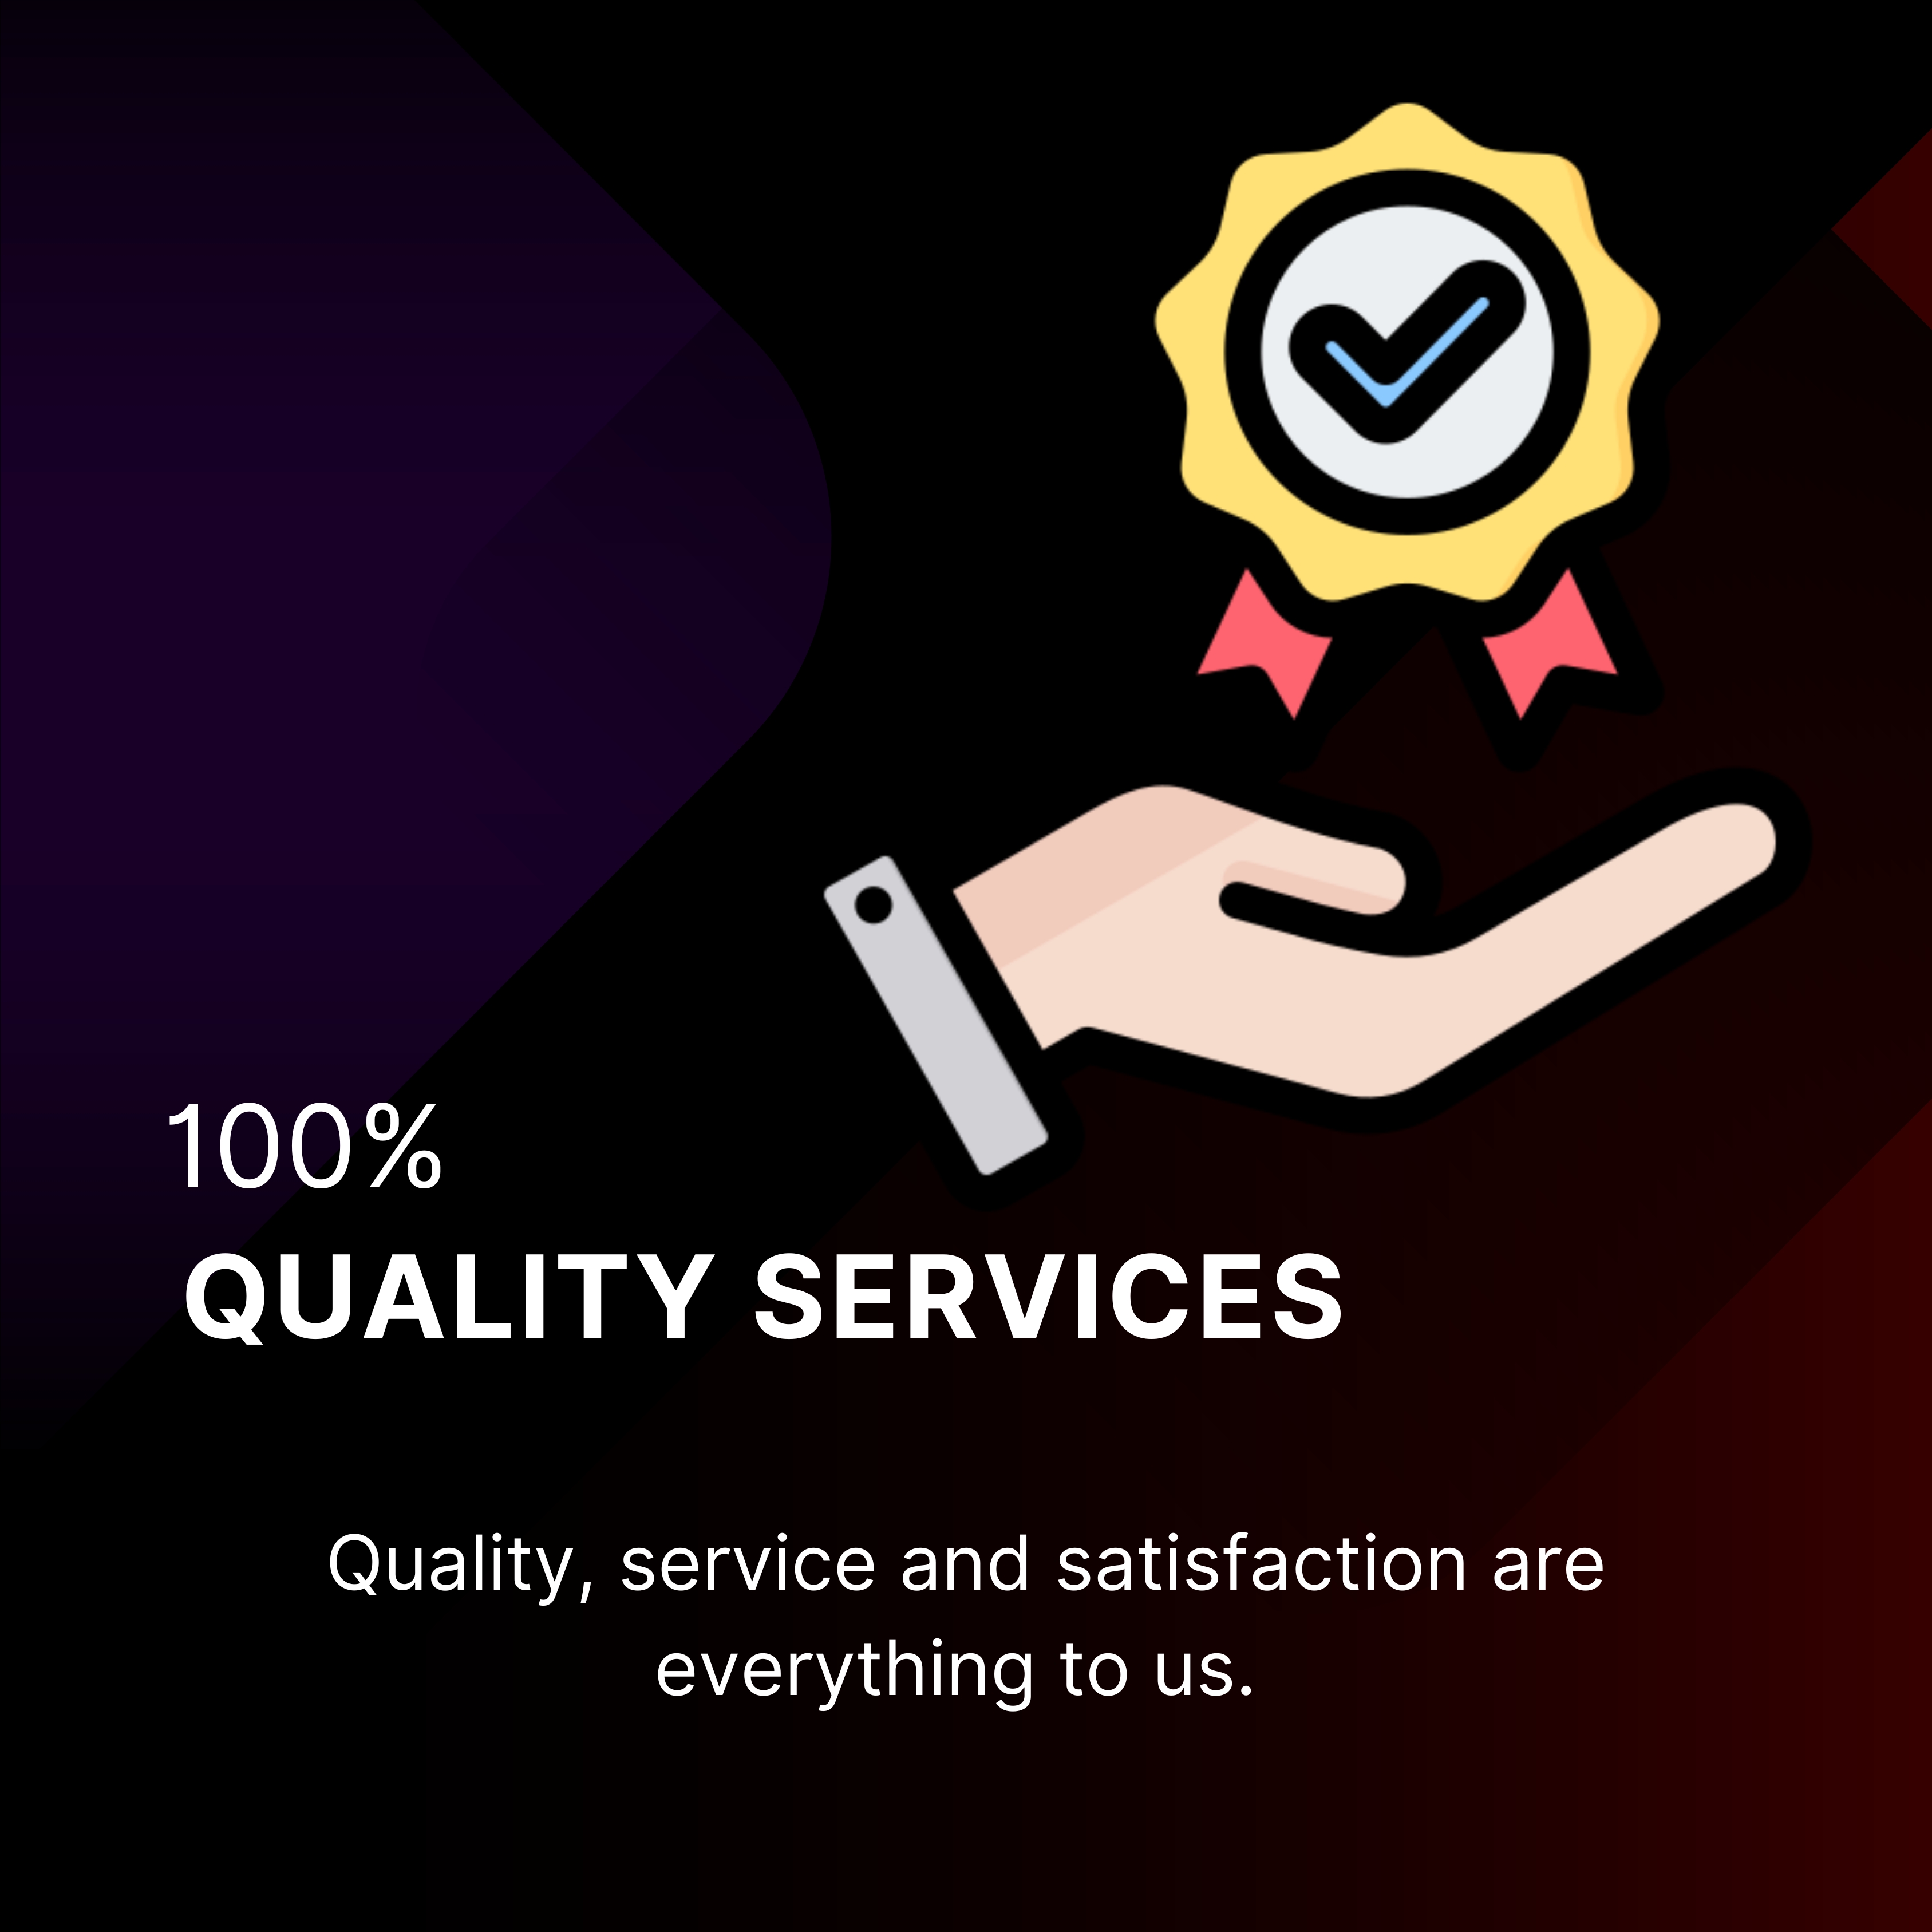 100%
QUALITY SERVICES
Quality, service and satisfaction are
everything to us.